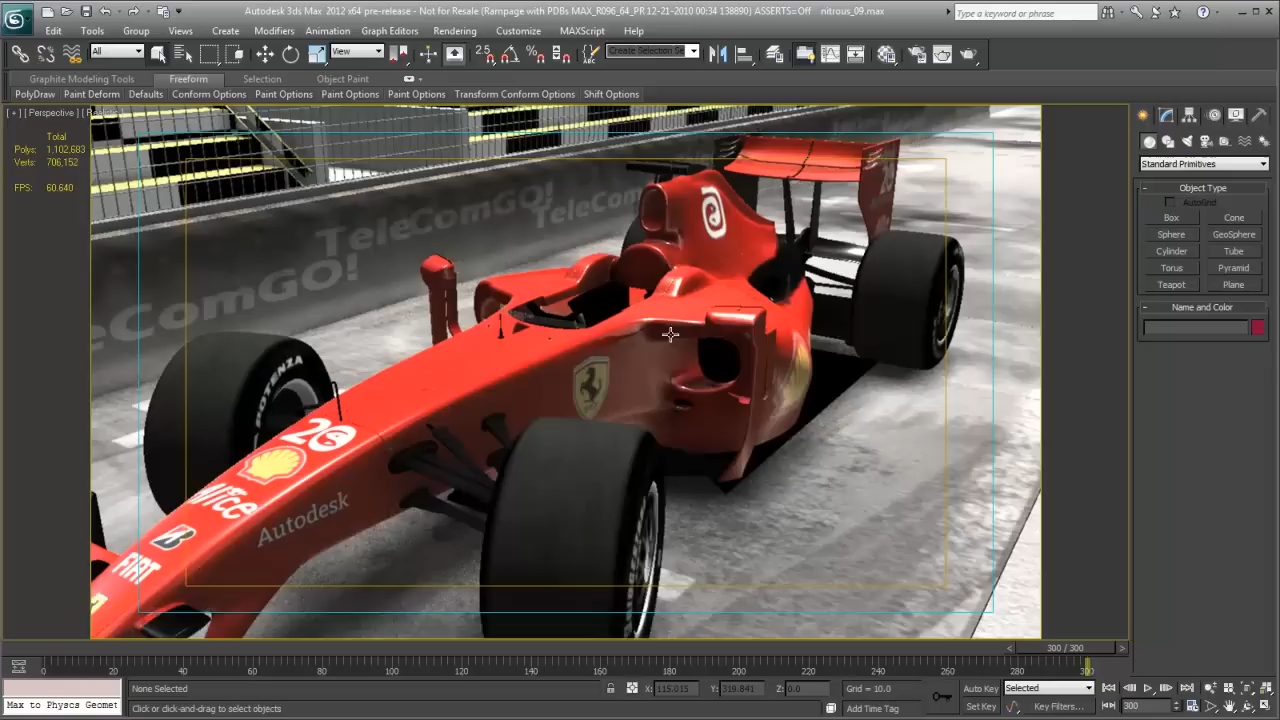 Autodesk 3ds Max 2012 x64 pre-release - Not for Resale (Rampage with PDBs MAX_R096_64_PR 12-21-2010 00:34 138890) ASSERTS=Off nitrous_09.max
Type a keyword or phrase
Edit Tools Group Views Create Modifiers Animation Graph Editors Rendering Customize MAXScript Help
All View 2.5 Create Selection Se
Graphite Modeling Tools Freeform Selection Object Paint
PolyDraw Paint Deform Defaults Conform Options Paint Options Paint Options Paint Options Transform Conform Options Shift Options
[ + ] [ Perspective ]
Total
Polys: 1,102,683
Verts: 706,152
FPS: 60.640
TeleComGO!
TeleCom
eComGO!
POTENZA
20
Alice
Autodesk
FIAT
Standard Primitives
Object Type
AutoGrid
Box Cone
Sphere GeoSphere
Cylinder Tube
Torus Pyramid
Teapot Plane
Name and Color
300 / 300
0 20 40 60 80 100 120 140 160 180 200 220 240 260 280 300
None Selected X: 115.015 Y: 319.841 Z: 0.0 Grid = 10.0 Auto Key Selected
Max to Physcs Geomet Click or click-and-drag to select objects Add Time Tag Set Key Key Filters... 300